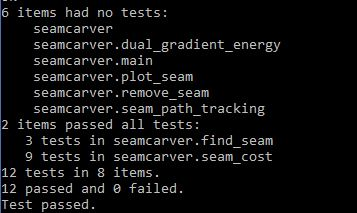 6 items had no tests:
    seamcarver
    seamcarver.dual_gradient_energy
    seamcarver.main
    seamcarver.plot_seam
    seamcarver.remove_seam
    seamcarver.seam_path_tracking
2 items passed all tests:
   3 tests in seamcarver.find_seam
   9 tests in seamcarver.seam_cost
12 tests in 8 items.
12 passed and 0 failed.
Test passed.